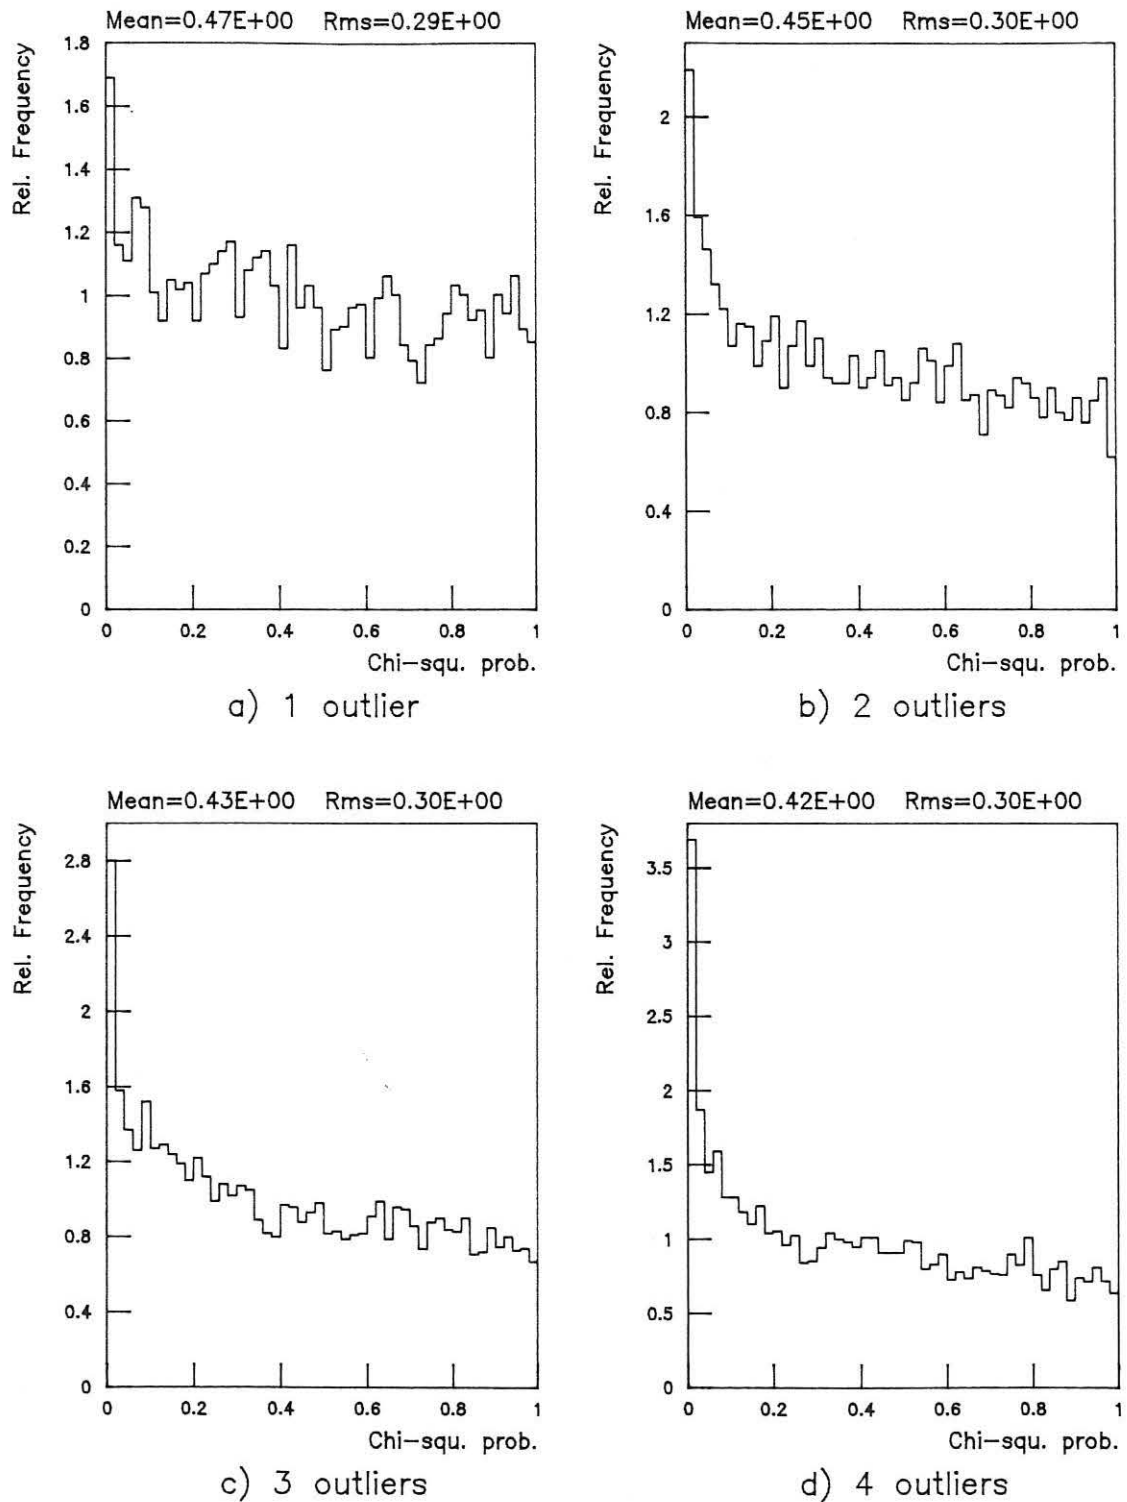 Mean=0.47E+00 Rms=0.29E+00
Rel. Frequency
1.8
1.6
1.4
1.2
1
0.8
0.6
0.4
0.2
0
0 0.2 0.4 0.6 0.8 1
Chi-squ. prob.
a) 1 outlier
Mean=0.45E+00 Rms=0.30E+00
Rel. Frequency
2
1.6
1.2
0.8
0.4
0
0 0.2 0.4 0.6 0.8 1
Chi-squ. prob.
b) 2 outliers
Mean=0.43E+00 Rms=0.30E+00
Rel. Frequency
2.8
2.4
2
1.6
1.2
0.8
0.4
0
0 0.2 0.4 0.6 0.8 1
Chi-squ. prob.
c) 3 outliers
Mean=0.42E+00 Rms=0.30E+00
Rel. Frequency
3.5
3
2.5
2
1.5
1
0.5
0
0 0.2 0.4 0.6 0.8 1
Chi-squ. prob.
d) 4 outliers